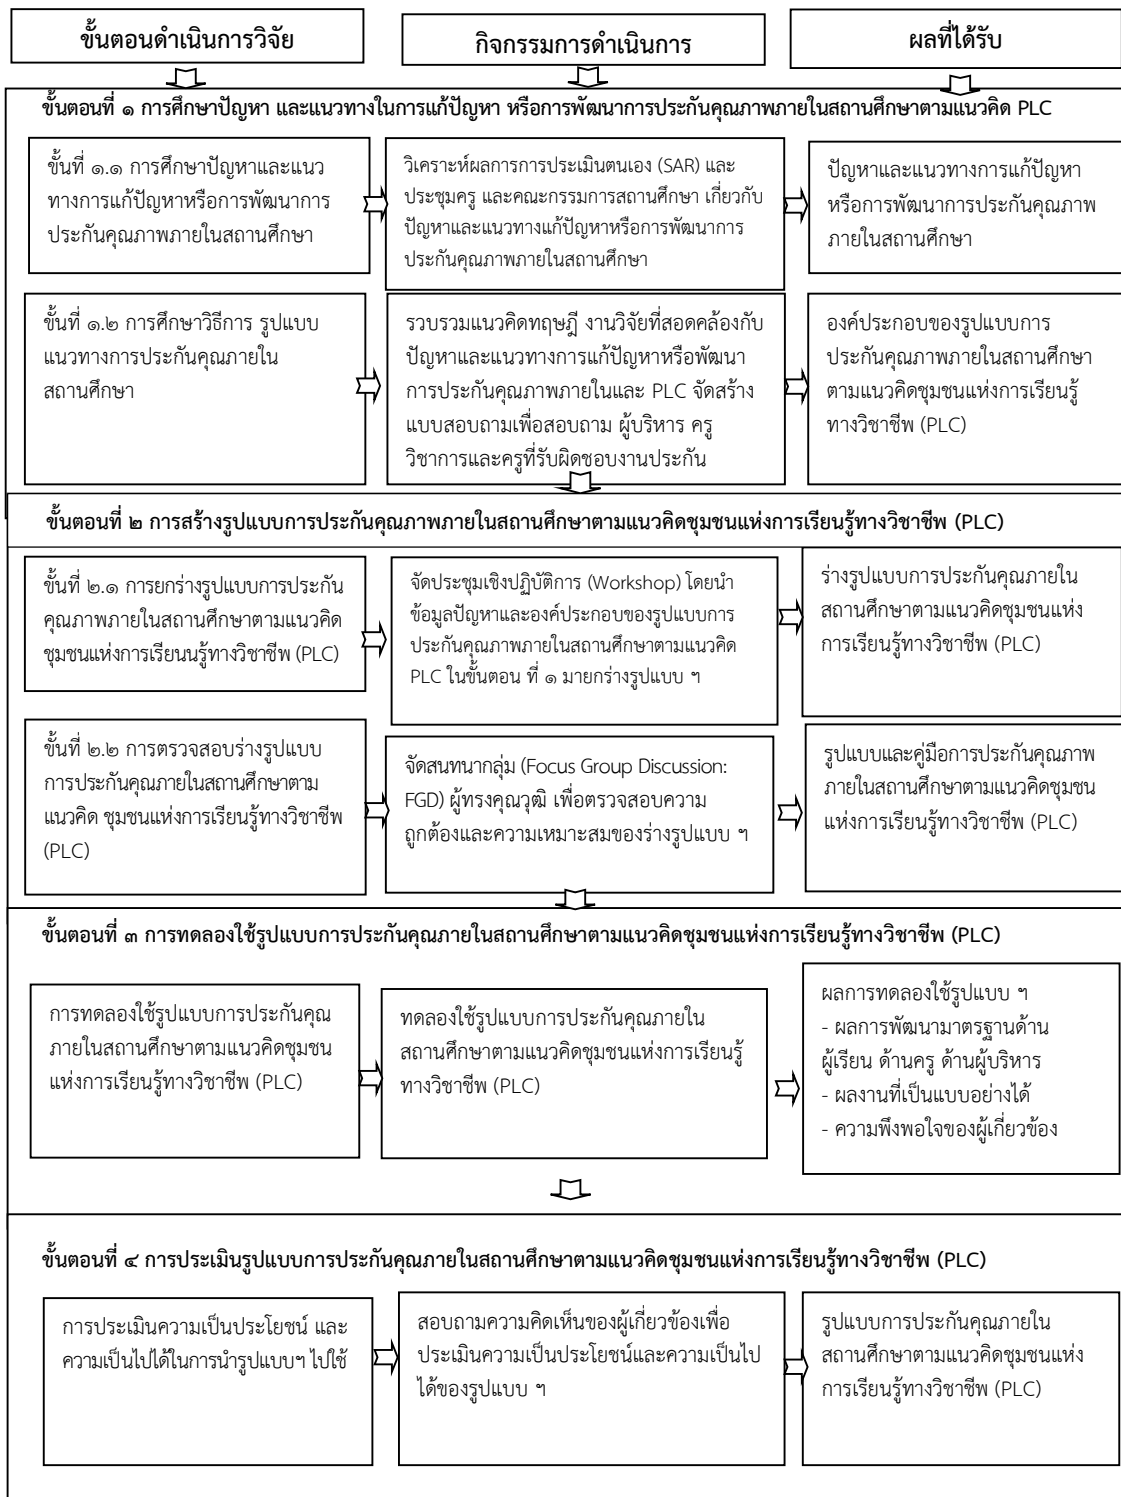 ขั้นตอนดำเนินการวิจัย
กิจกรรมการดำเนินการ
ผลที่ได้รับ
ขั้นตอนที่ ๑ การศึกษาปัญหา และแนวทางในการแก้ปัญหา หรือการพัฒนาการประกันคุณภาพภายในสถานศึกษาตามแนวคิด PLC
ขั้นที่ ๑.๑ การศึกษาปัญหาและแนว
ทางการแก้ปัญหาหรือการพัฒนาการ
ประกันคุณภาพภายในสถานศึกษา
วิเคราะห์ผลการการประเมินตนเอง (SAR) และ
ประชุมครู และคณะกรรมการสถานศึกษา เกี่ยวกับ
ปัญหาและแนวทางแก้ปัญหาหรือการพัฒนาการ
ประกันคุณภาพภายในสถานศึกษา
ปัญหาและแนวทางการแก้ปัญหา
หรือการพัฒนาการประกันคุณภาพ
ภายในสถานศึกษา
ขั้นที่ ๑.๒ การศึกษาวิธีการ รูปแบบ
แนวทางการประกันคุณภายใน
สถานศึกษา
รวบรวมแนวคิดทฤษฎี งานวิจัยที่สอดคล้องกับ
ปัญหาและแนวทางการแก้ปัญหาหรือพัฒนา
การประกันคุณภาพภายในและ PLC จัดสร้าง
แบบสอบถามเพื่อสอบถาม ผู้บริหาร ครู
วิชาการและครูที่รับผิดชอบงานประกัน
องค์ประกอบของรูปแบบการ
ประกันคุณภาพภายในสถานศึกษา
ตามแนวคิดชุมชนแห่งการเรียนรู้
ทางวิชาชีพ (PLC)
ขั้นตอนที่ ๒ การสร้างรูปแบบการประกันคุณภาพภายในสถานศึกษาตามแนวคิดชุมชนแห่งการเรียนรู้ทางวิชาชีพ (PLC)
ขั้นที่ ๒.๑ การยกร่างรูปแบบการประกัน
คุณภาพภายในสถานศึกษาตามแนวคิด
ชุมชนแห่งการเรียนนรู้ทางวิชาชีพ (PLC)
จัดประชุมเชิงปฏิบัติการ (Workshop) โดยนำ
ข้อมูลปัญหาและองค์ประกอบของรูปแบบการ
ประกันคุณภาพภายในสถานศึกษาตามแนวคิด
PLC ในขั้นตอน ที่ ๑ มายกร่างรูปแบบ ฯ
ร่างรูปแบบการประกันคุณภายใน
สถานศึกษาตามแนวคิดชุมชนแห่ง
การเรียนรู้ทางวิชาชีพ (PLC)
ขั้นที่ ๒.๒ การตรวจสอบร่างรูปแบบ
การประกันคุณภายในสถานศึกษาตาม
แนวคิด ชุมชนแห่งการเรียนรู้ทางวิชาชีพ
(PLC)
จัดสนทนากลุ่ม (Focus Group Discussion:
FGD) ผู้ทรงคุณวุฒิ เพื่อตรวจสอบความ
ถูกต้องและความเหมาะสมของร่างรูปแบบ ฯ
รูปแบบและคู่มือการประกันคุณภาพ
ภายในสถานศึกษาตามแนวคิดชุมชน
แห่งการเรียนรู้ทางวิชาชีพ (PLC)
ขั้นตอนที่ ๓ การทดลองใช้รูปแบบการประกันคุณภายในสถานศึกษาตามแนวคิดชุมชนแห่งการเรียนรู้ทางวิชาชีพ (PLC)
การทดลองใช้รูปแบบการประกันคุณ
ภายในสถานศึกษาตามแนวคิดชุมชน
แห่งการเรียนรู้ทางวิชาชีพ (PLC)
ทดลองใช้รูปแบบการประกันคุณภายใน
สถานศึกษาตามแนวคิดชุมชนแห่งการเรียนรู้
ทางวิชาชีพ (PLC)
ผลการทดลองใช้รูปแบบ ฯ
- ผลการพัฒนามาตรฐานด้าน
ผู้เรียน ด้านครู ด้านผู้บริหาร
- ผลงานที่เป็นแบบอย่างได้
- ความพึงพอใจของผู้เกี่ยวข้อง
ขั้นตอนที่ ๔ การประเมินรูปแบบการประกันคุณภายในสถานศึกษาตามแนวคิดชุมชนแห่งการเรียนรู้ทางวิชาชีพ (PLC)
การประเมินความเป็นประโยชน์ และ
ความเป็นไปได้ในการนำรูปแบบฯ ไปใช้
สอบถามความคิดเห็นของผู้เกี่ยวข้องเพื่อ
ประเมินความเป็นประโยชน์และความเป็นไป
ได้ของรูปแบบ ฯ
รูปแบบการประกันคุณภายใน
สถานศึกษาตามแนวคิดชุมชนแห่ง
การเรียนรู้ทางวิชาชีพ (PLC)